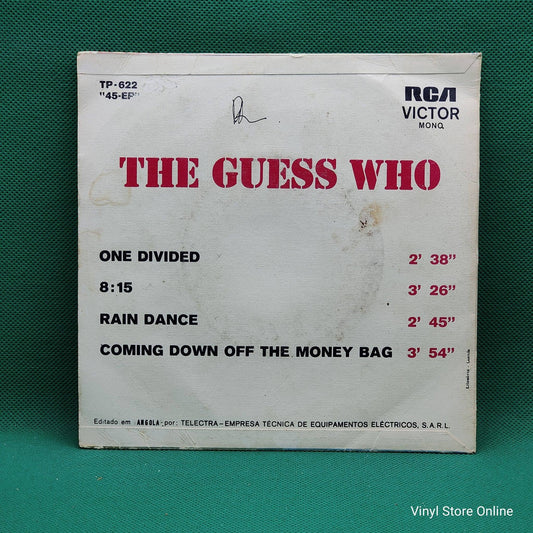 TP-622
"45-EP"
RCA
VICTOR
MONO.
THE GUESS WHO
ONE DIVIDED 2' 38"
8:15 3' 26"
RAIN DANCE 2' 45"
COMING DOWN OFF THE MONEY BAG 3' 54"
Editado em ANGOLA por: TELECTRA-EMPRESA TÉCNICA DE EQUIPAMENTOS ELÉCTRICOS, S.A.R.L.
Vinyl Store Online